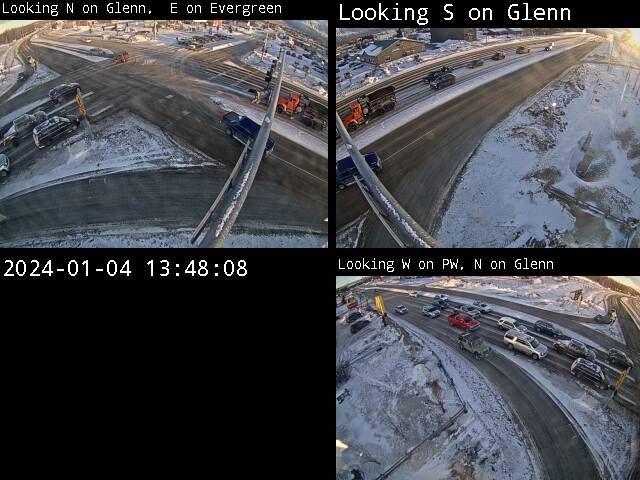 Looking N on Glenn, E on Evergreen
Looking S on Glenn
2024-01-04 13:48:08
Looking W on PW, N on Glenn